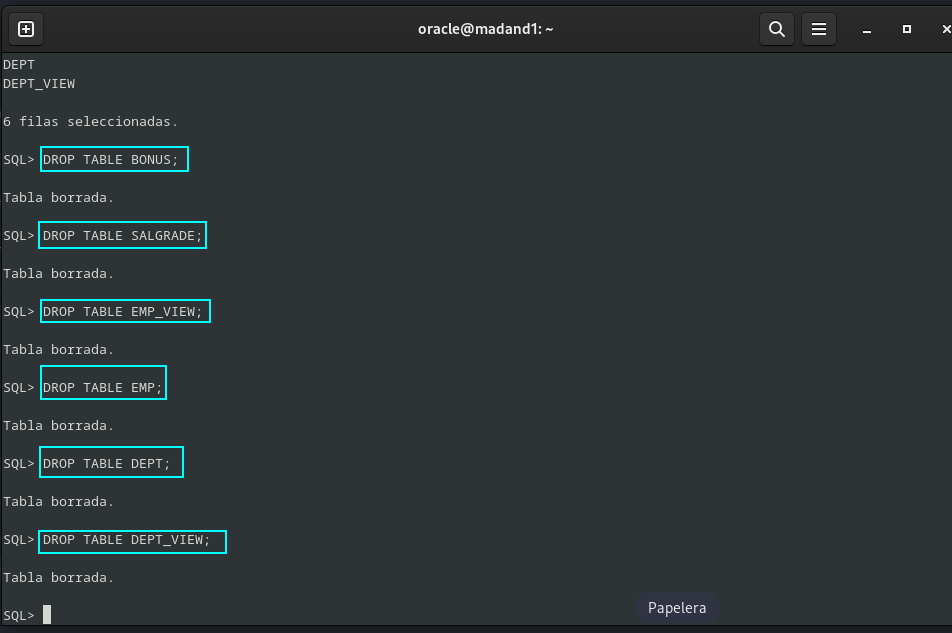 oracle@madand1: ~
DEPT
DEPT_VIEW
6 filas seleccionadas.
SQL> DROP TABLE BONUS;
Tabla borrada.
SQL> DROP TABLE SALGRADE;
Tabla borrada.
SQL> DROP TABLE EMP_VIEW;
Tabla borrada.
SQL> DROP TABLE EMP;
Tabla borrada.
SQL> DROP TABLE DEPT;
Tabla borrada.
SQL> DROP TABLE DEPT_VIEW;
Tabla borrada.
SQL>
Papelera